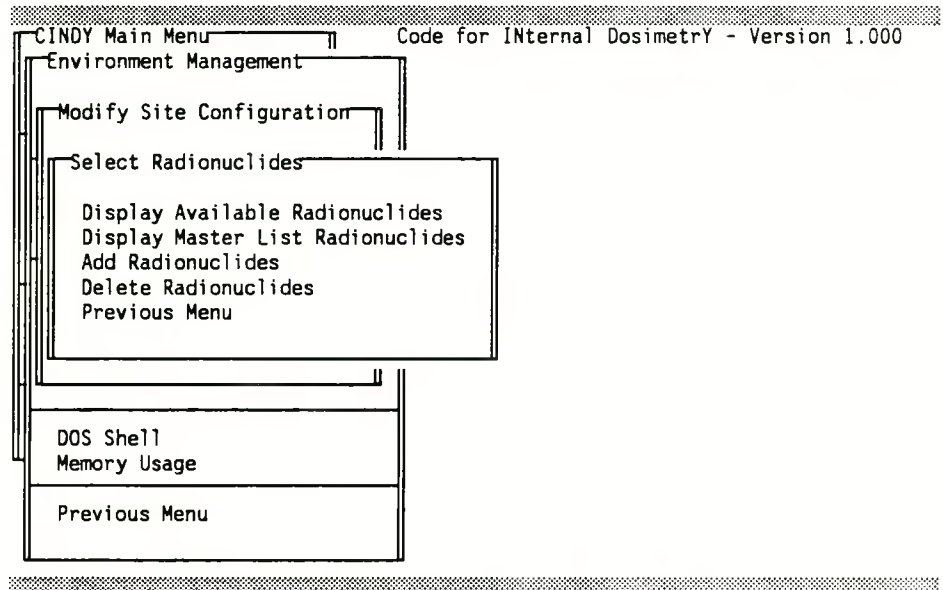 CINDY Main Menu
Code for INternal DosimetrY - Version 1.000
Environment Management
Modify Site Configuration
Select Radionuclides
Display Available Radionuclides
Display Master List Radionuclides
Add Radionuclides
Delete Radionuclides
Previous Menu
DOS Shell
Memory Usage
Previous Menu